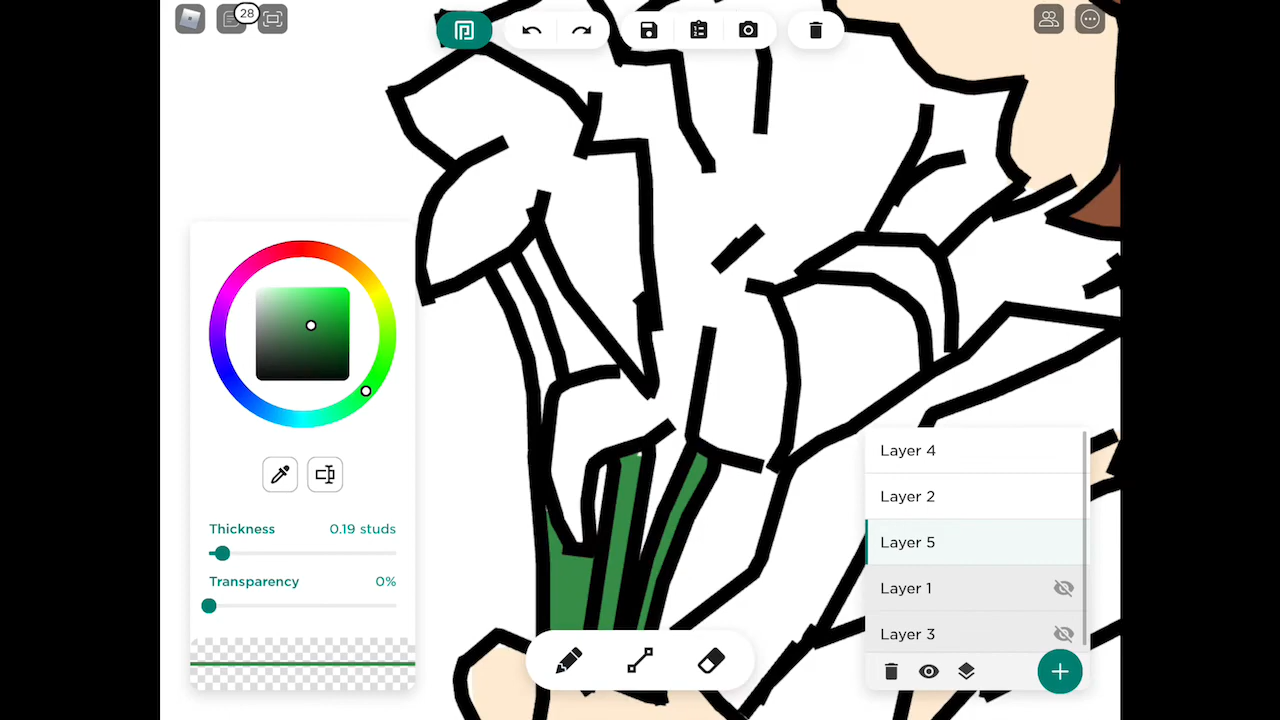 28
Thickness 0.19 studs
Transparency 0%
Layer 4
Layer 2
Layer 5
Layer 1
Layer 3